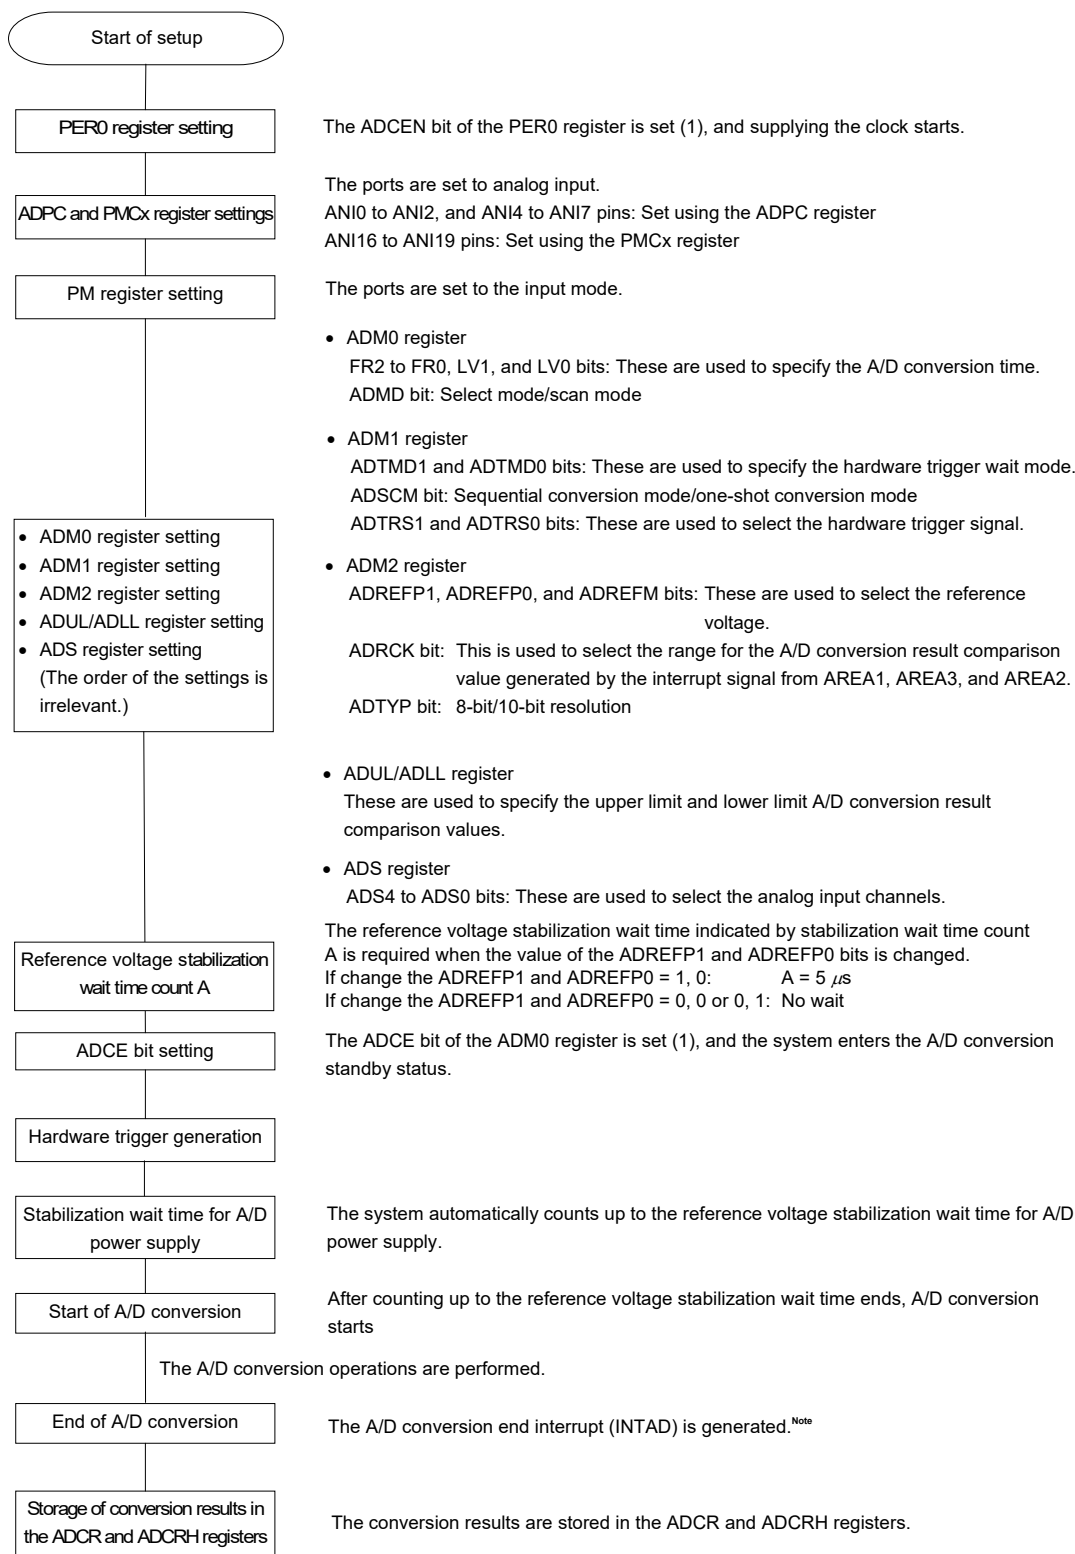 Start of setup
PER0 register setting
The ADCEN bit of the PER0 register is set (1), and supplying the clock starts.
ADPC and PMCx register settings
The ports are set to analog input.
ANI0 to ANI2, and ANI4 to ANI7 pins: Set using the ADPC register
ANI16 to ANI19 pins: Set using the PMCx register
PM register setting
The ports are set to the input mode.
• ADM0 register setting
• ADM1 register setting
• ADM2 register setting
• ADUL/ADLL register setting
• ADS register setting
(The order of the settings is
irrelevant.)
• ADM0 register
FR2 to FR0, LV1, and LV0 bits: These are used to specify the A/D conversion time.
ADMD bit: Select mode/scan mode
• ADM1 register
ADTMD1 and ADTMD0 bits: These are used to specify the hardware trigger wait mode.
ADSCM bit: Sequential conversion mode/one-shot conversion mode
ADTRS1 and ADTRS0 bits: These are used to select the hardware trigger signal.
• ADM2 register
ADREFP1, ADREFP0, and ADREFM bits: These are used to select the reference
voltage.
ADRCK bit: This is used to select the range for the A/D conversion result comparison
value generated by the interrupt signal from AREA1, AREA3, and AREA2.
ADTYP bit: 8-bit/10-bit resolution
• ADUL/ADLL register
These are used to specify the upper limit and lower limit A/D conversion result
comparison values.
• ADS register
ADS4 to ADS0 bits: These are used to select the analog input channels.
Reference voltage stabilization
wait time count A
The reference voltage stabilization wait time indicated by stabilization wait time count
A is required when the value of the ADREFP1 and ADREFP0 bits is changed.
If change the ADREFP1 and ADREFP0 = 1, 0: A = 5 μs
If change the ADREFP1 and ADREFP0 = 0, 0 or 0, 1: No wait
ADCE bit setting
The ADCE bit of the ADM0 register is set (1), and the system enters the A/D conversion
standby status.
Hardware trigger generation
Stabilization wait time for A/D
power supply
The system automatically counts up to the reference voltage stabilization wait time for A/D
power supply.
Start of A/D conversion
After counting up to the reference voltage stabilization wait time ends, A/D conversion
starts
The A/D conversion operations are performed.
End of A/D conversion
The A/D conversion end interrupt (INTAD) is generated.Note
Storage of conversion results in
the ADCR and ADCRH registers
The conversion results are stored in the ADCR and ADCRH registers.